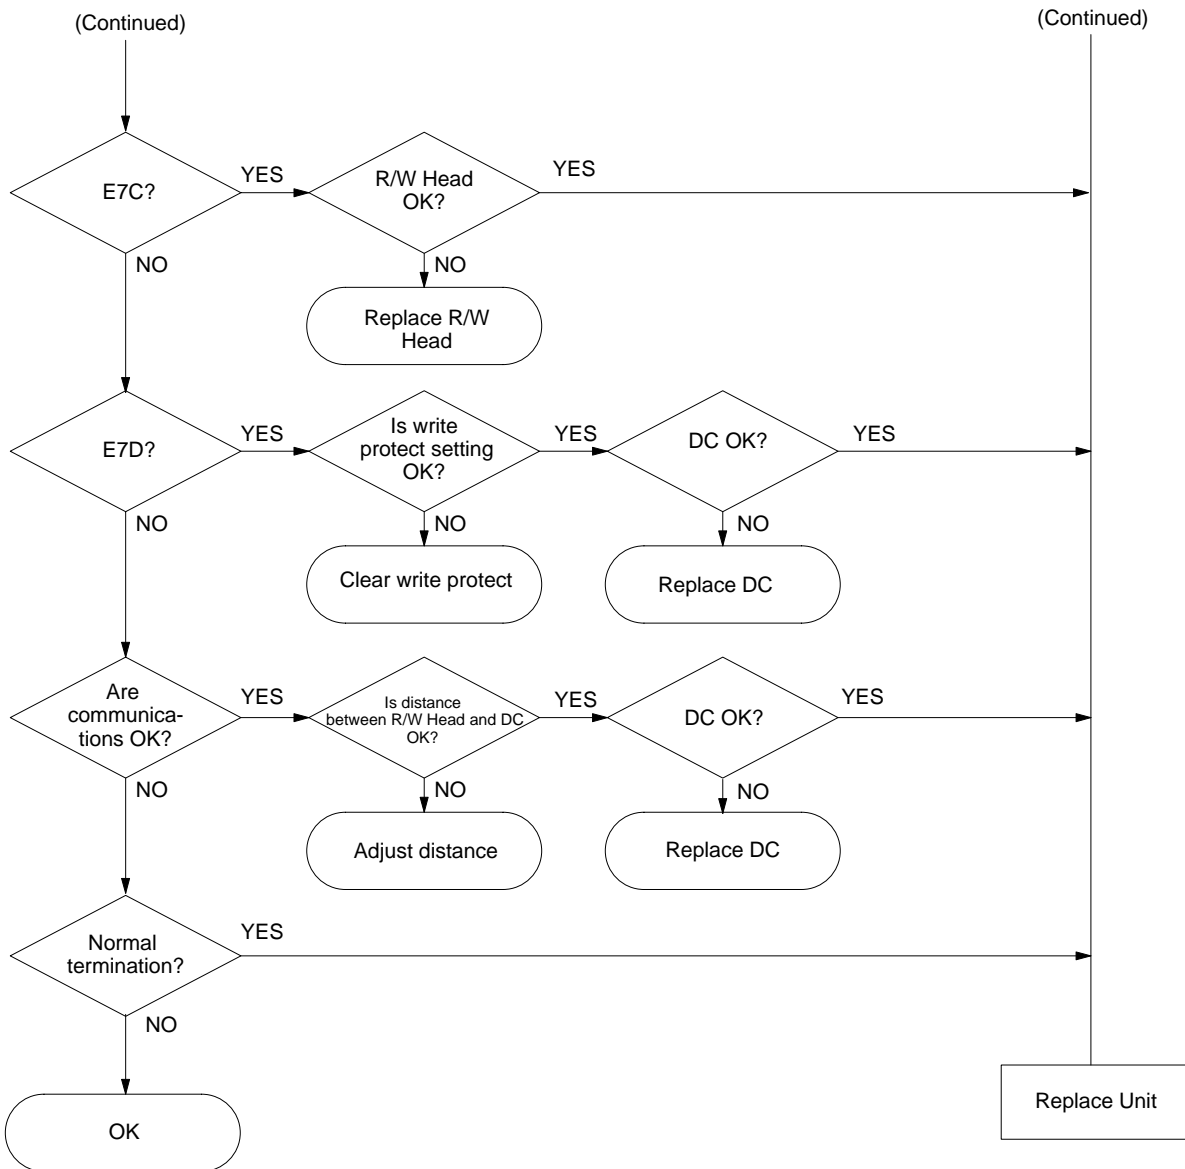 (Continued)
(Continued)
E7C?
YES
R/W Head
OK?
YES
NO
NO
Replace R/W
Head
E7D?
YES
Is write
protect setting
OK?
YES
DC OK?
YES
NO
NO
NO
Clear write protect
Replace DC
Are
communica-
tions OK?
YES
Is distance
between R/W Head and DC
OK?
YES
DC OK?
YES
NO
NO
NO
Adjust distance
Replace DC
Normal
termination?
YES
NO
OK
Replace Unit